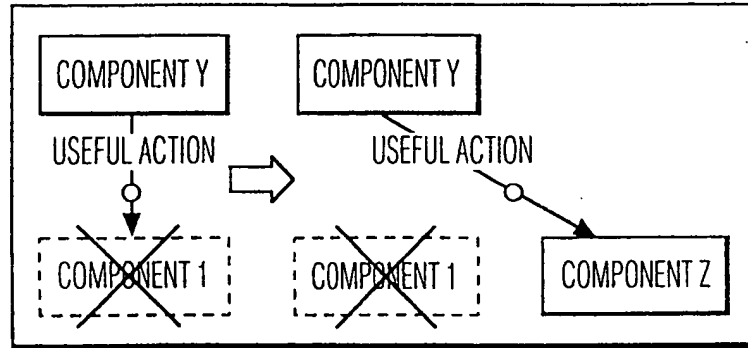 COMPONENT Y
COMPONENT Y
USEFUL ACTION
USEFUL ACTION
COMPONENT 1
COMPONENT 1
COMPONENT Z